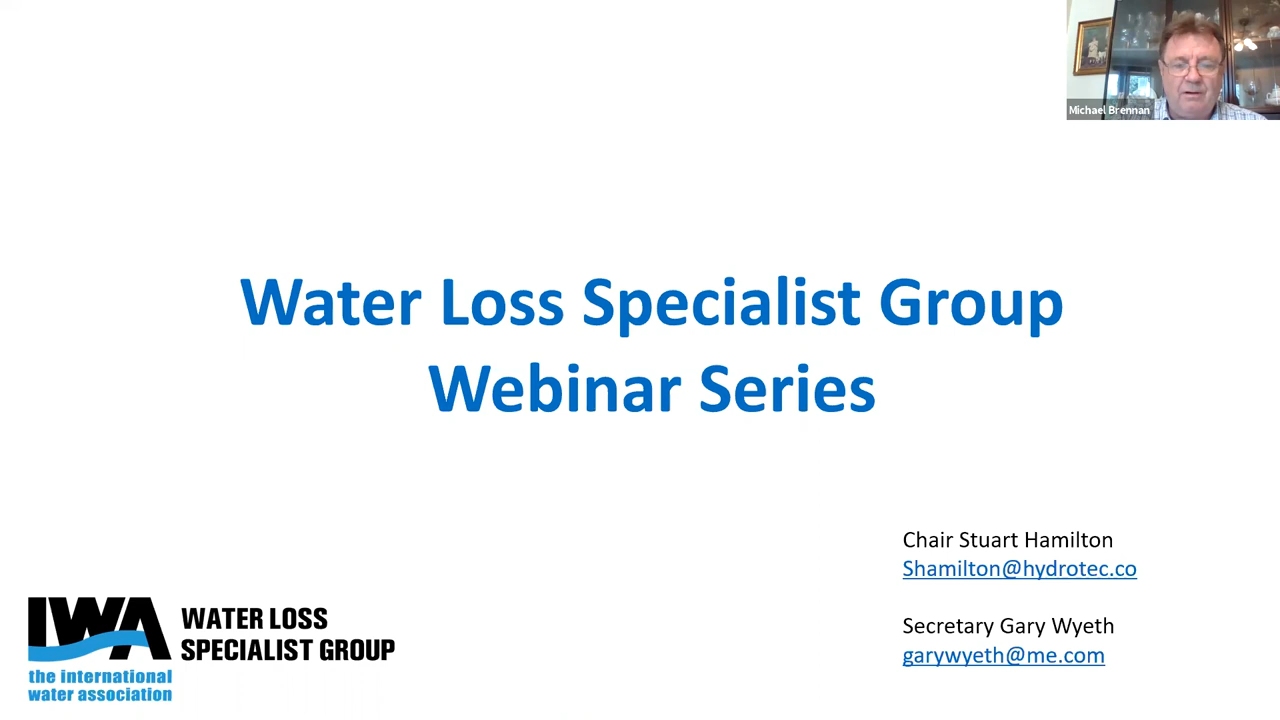 Michael Brennan
Water Loss Specialist Group
Webinar Series
Chair Stuart Hamilton
Shamilton@hydrotec.co
Secretary Gary Wyeth
garywyeth@me.com
IWA
the international
water association
WATER LOSS
SPECIALIST GROUP